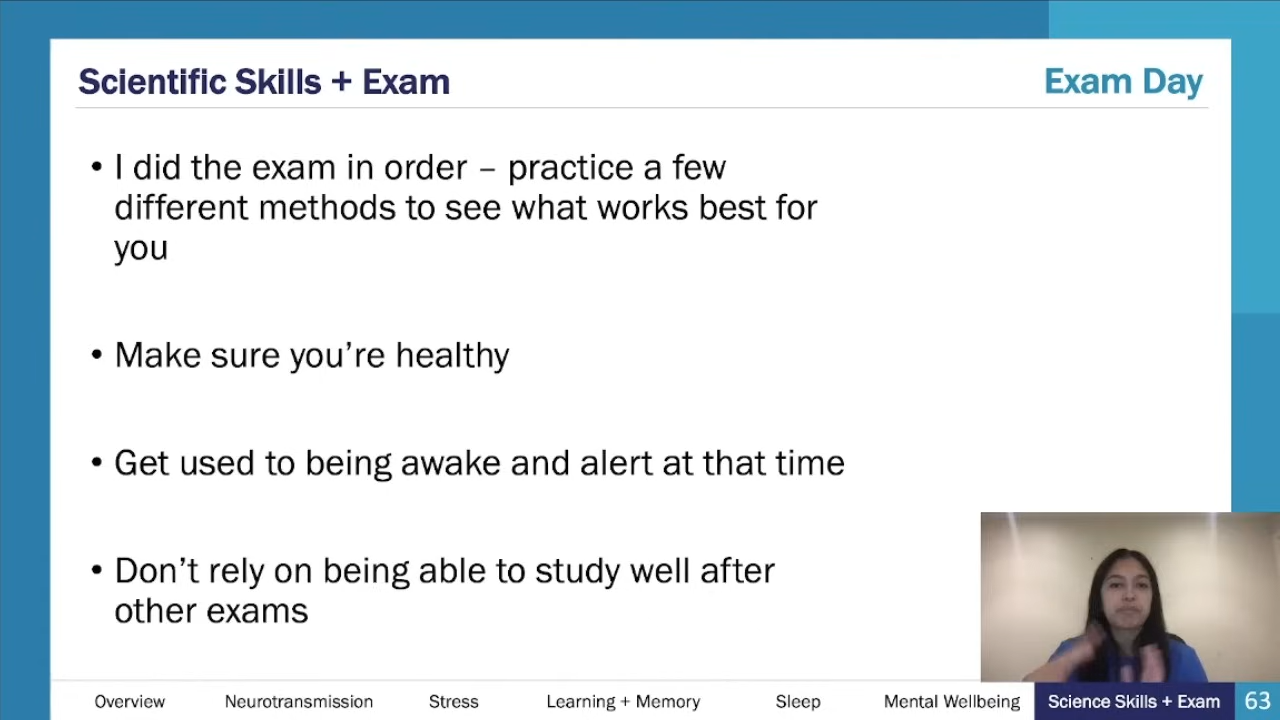 Scientific Skills + Exam
Exam Day
• I did the exam in order – practice a few
different methods to see what works best for
you
• Make sure you’re healthy
• Get used to being awake and alert at that time
• Don’t rely on being able to study well after
other exams
Overview Neurotransmission Stress Learning + Memory Sleep Mental Wellbeing Science Skills + Exam 63